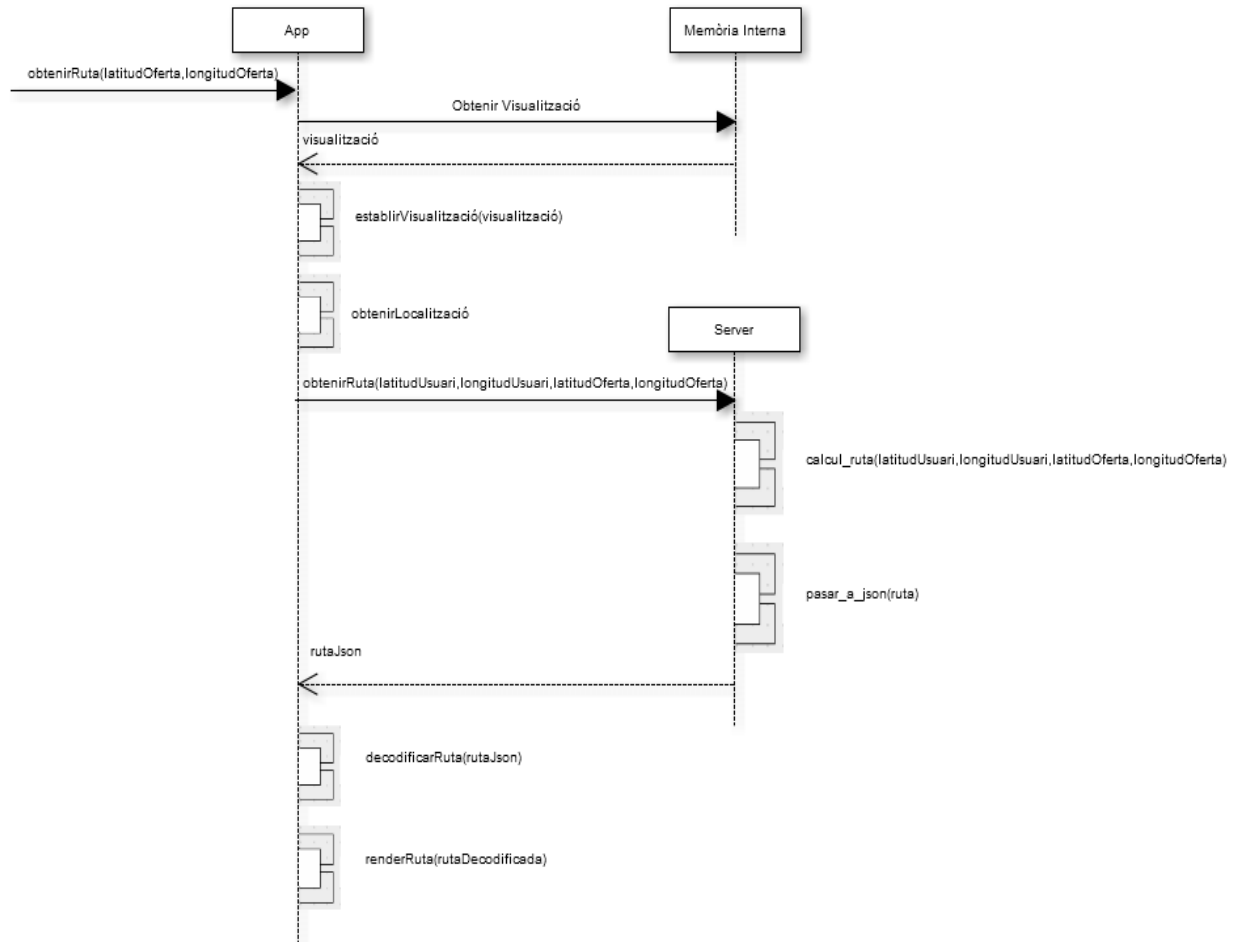 App
Memòria Interna
obtenirRuta(latitudOferta,longitudOferta)
Obtenir Visualització
visualització
establirVisualització(visualització)
obtenirLocalització
Server
obtenirRuta(latitudUsuari,longitudUsuari,latitudOferta,longitudOferta)
calcul_ruta(latitudUsuari,longitudUsuari,latitudOferta,longitudOferta)
pasar_a_json(ruta)
rutaJson
decodificarRuta(rutaJson)
renderRuta(rutaDecodificada)